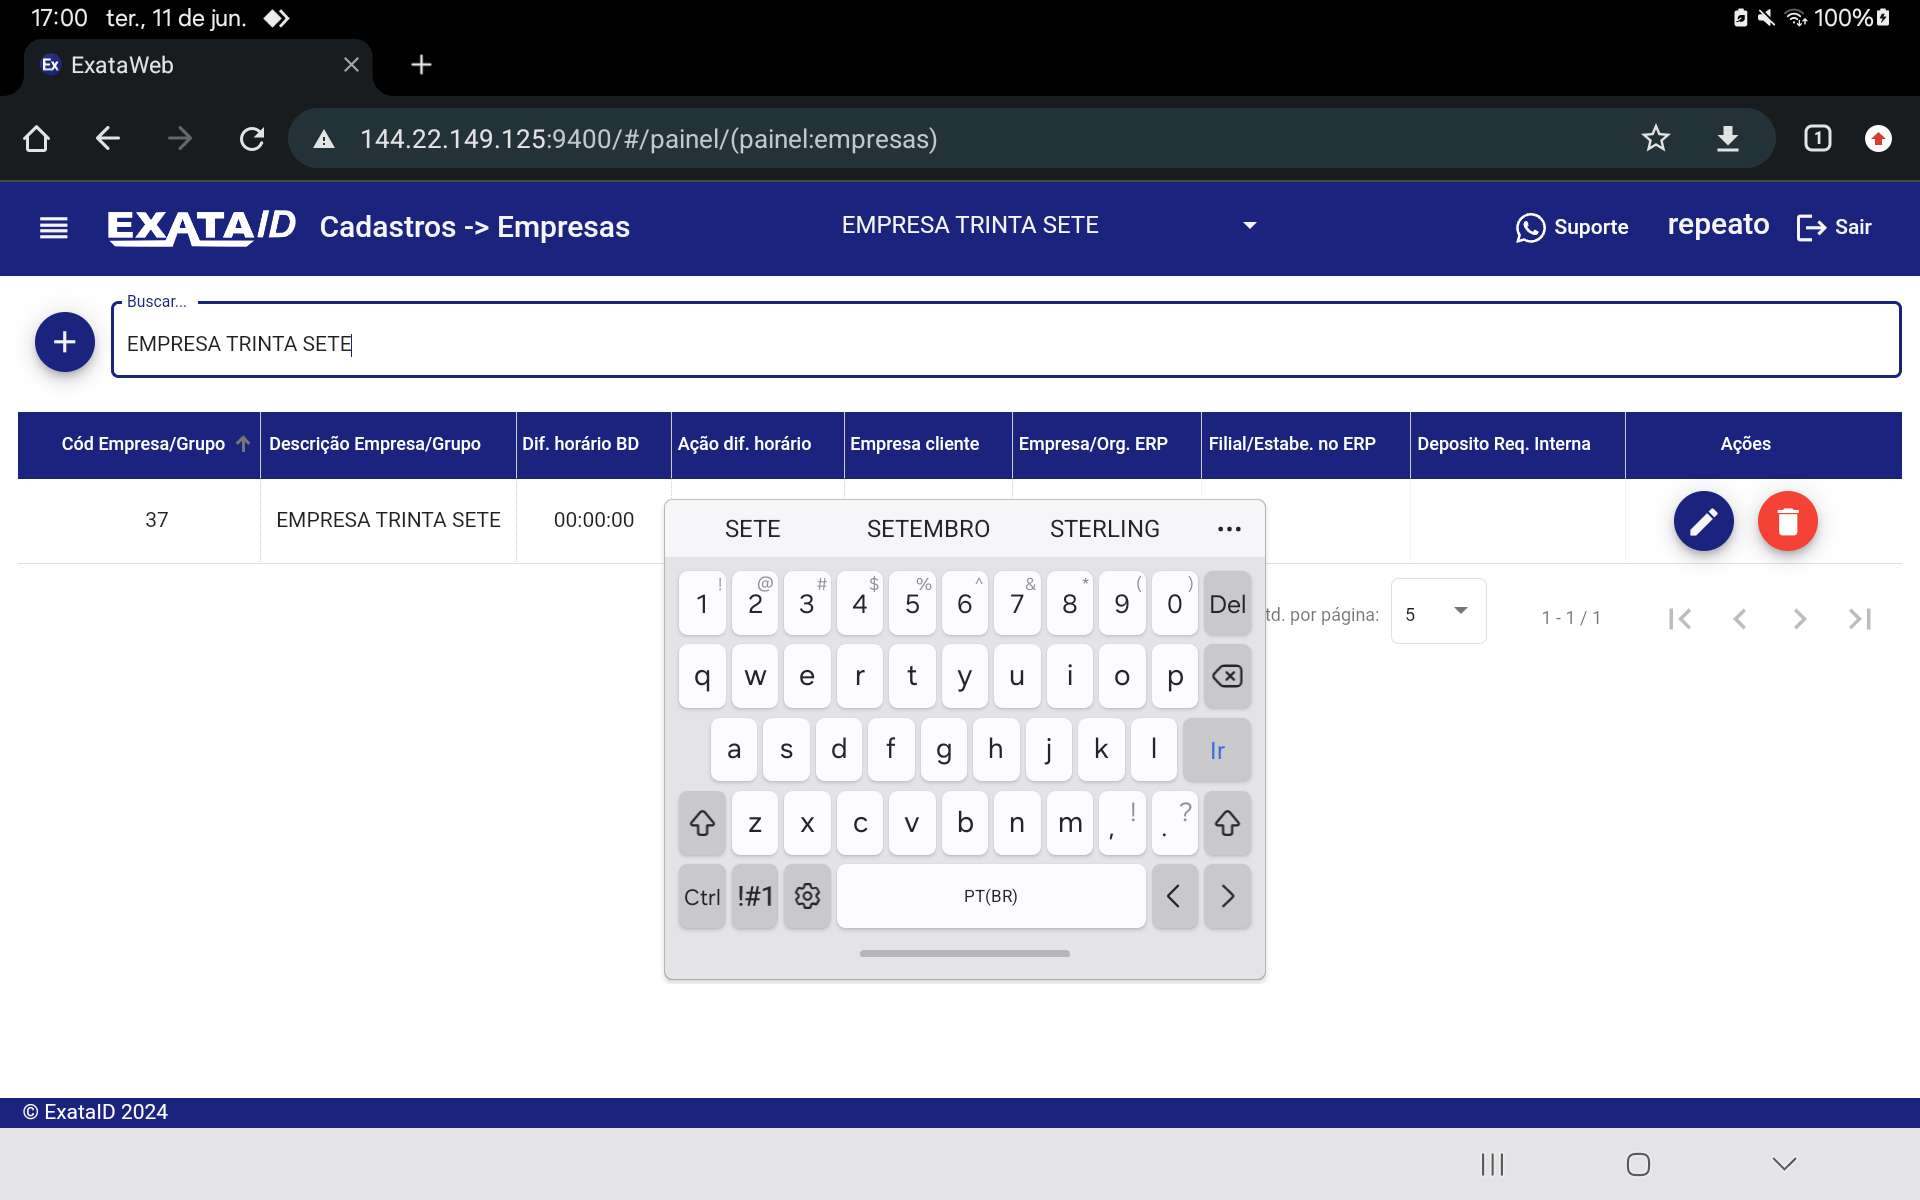 17:00 ter., 11 de jun. 100%
Ex ExataWeb
144.22.149.125:9400/#/painel/(painel:empresas) 1
EXATA/ID Cadastros -> Empresas EMPRESA TRINTA SETE Suporte repeato Sair
Buscar...
EMPRESA TRINTA SETE
Cód Empresa/Grupo Descrição Empresa/Grupo Dif. horário BD Ação dif. horário Empresa cliente Empresa/Org. ERP Filial/Estabe. no ERP Deposito Req. Interna Ações
37 EMPRESA TRINTA SETE 00:00:00
SETE SETEMBRO STERLING ...
! @ # $ % ^ & * ( )
1 2 3 4 5 6 7 8 9 0 Del
td. por página: 5 1 - 1 / 1
q w e r t y u i o p
a s d f g h j k l Ir
z x c v b n m , ! . ?
Ctrl !#1 PT(BR)
© ExataID 2024